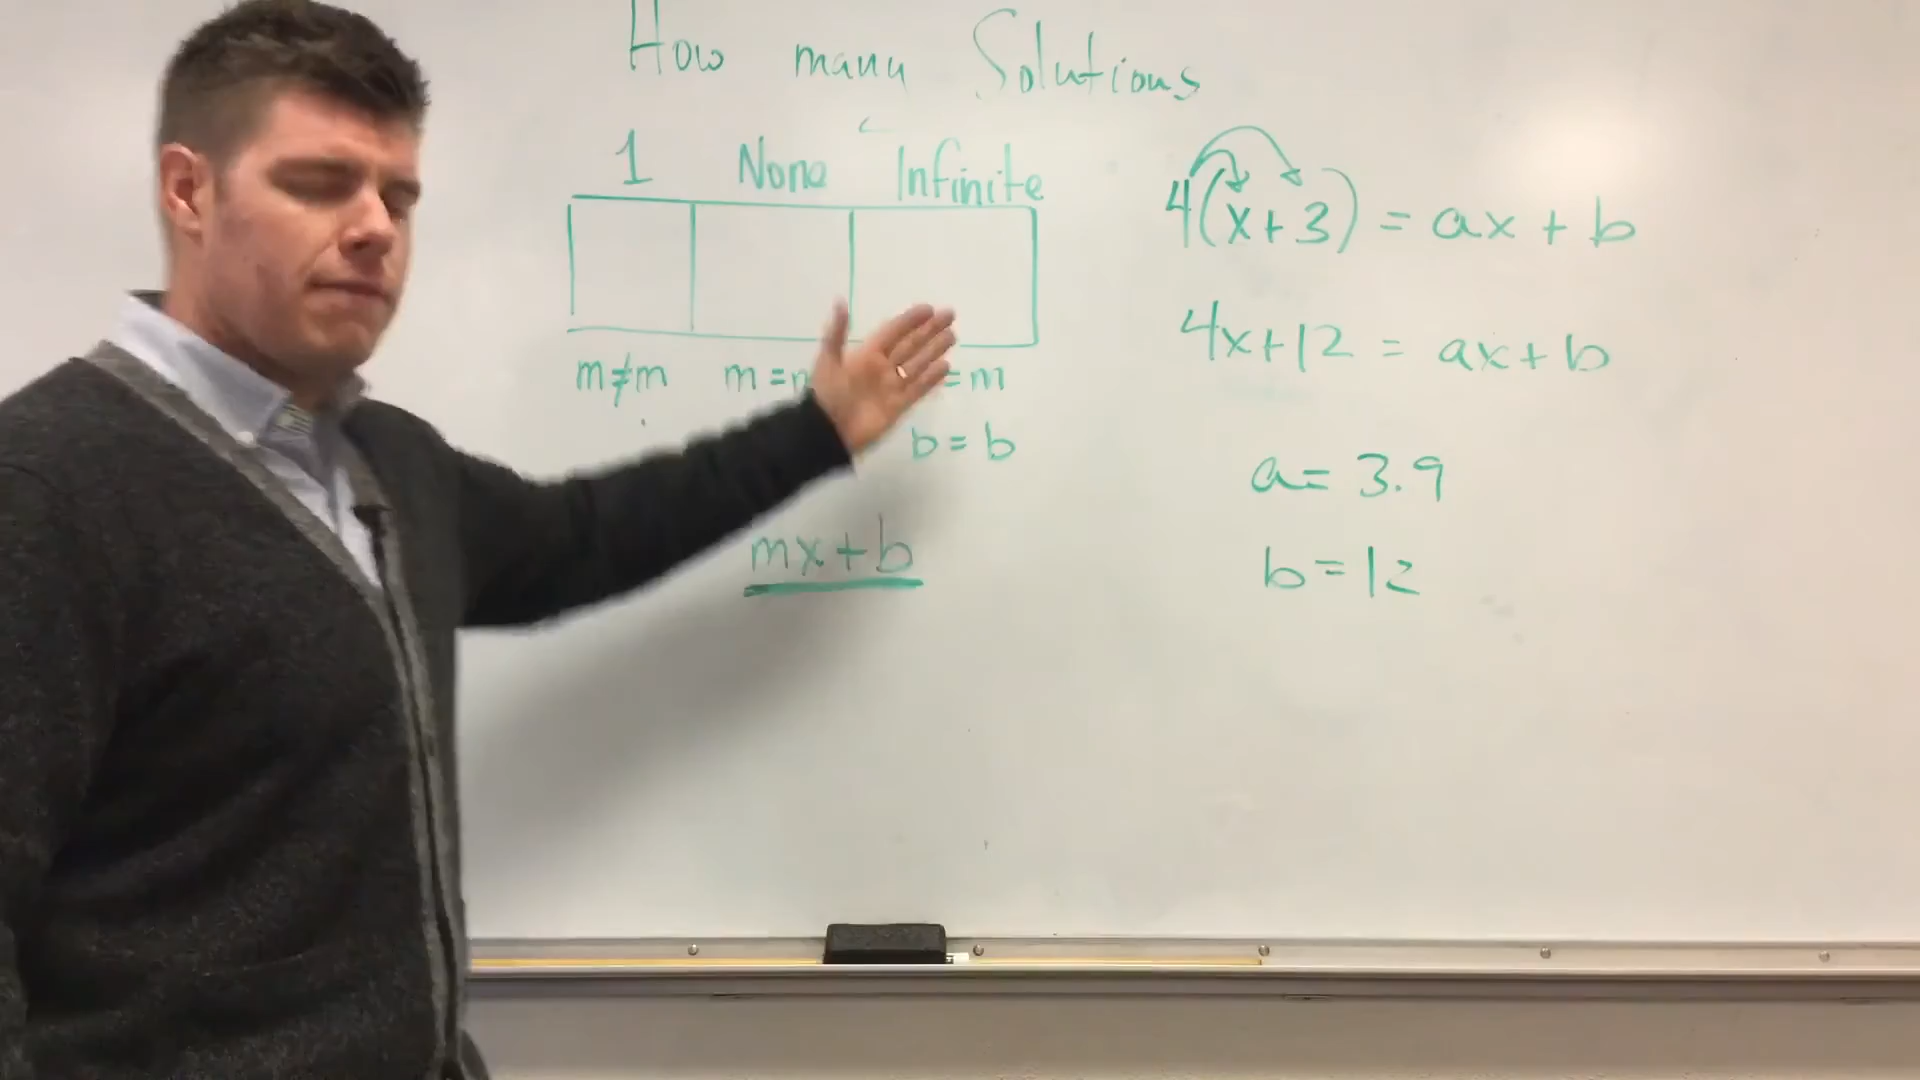 How many Solutions
1 None Infinite
m≠m m = = m
b = b
mx+b
4(x+3) = ax + b
4x+12 = ax + b
a= 3.9
b=12